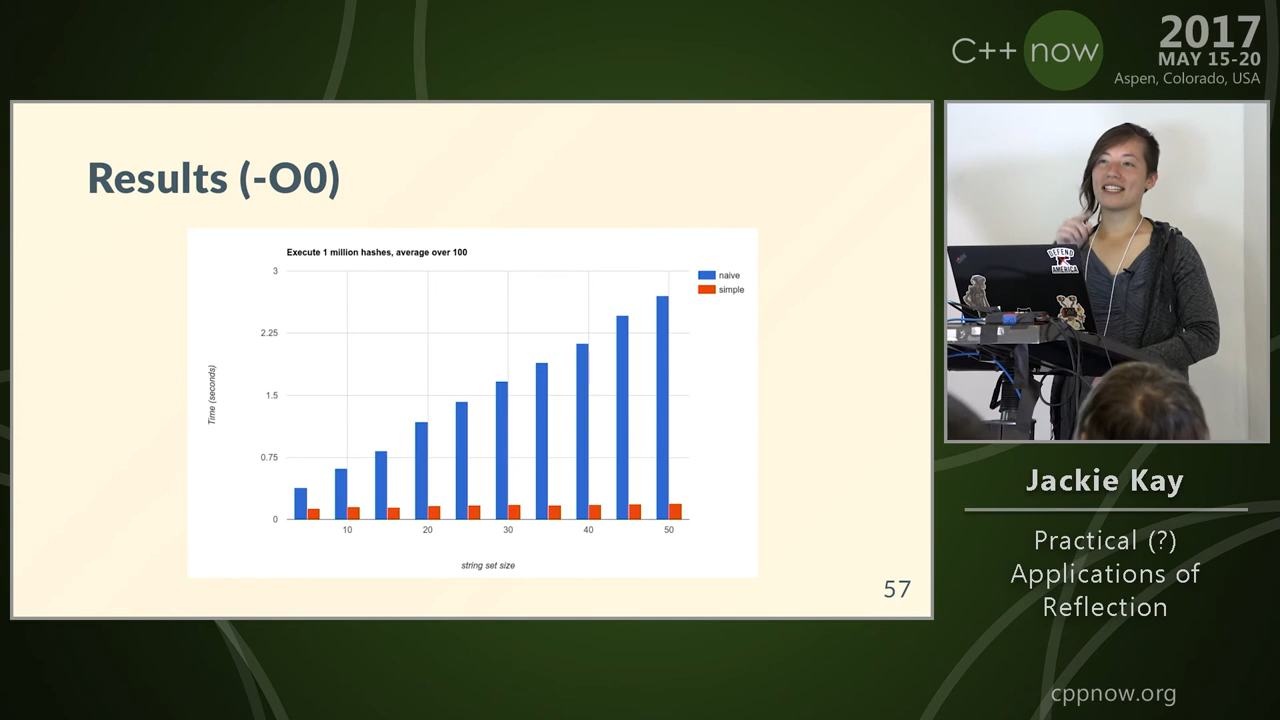 C++ now
2017
MAY 15-20
Aspen, Colorado, USA
Results (-O0)
Execute 1 million hashes, average over 100
3
2.25
1.5
0.75
0
Time (seconds)
10
20
30
40
50
string set size
naive
simple
57
DEFEND
AMERICA
Jackie Kay
Practical (?)
Applications of
Reflection
cppnow.org